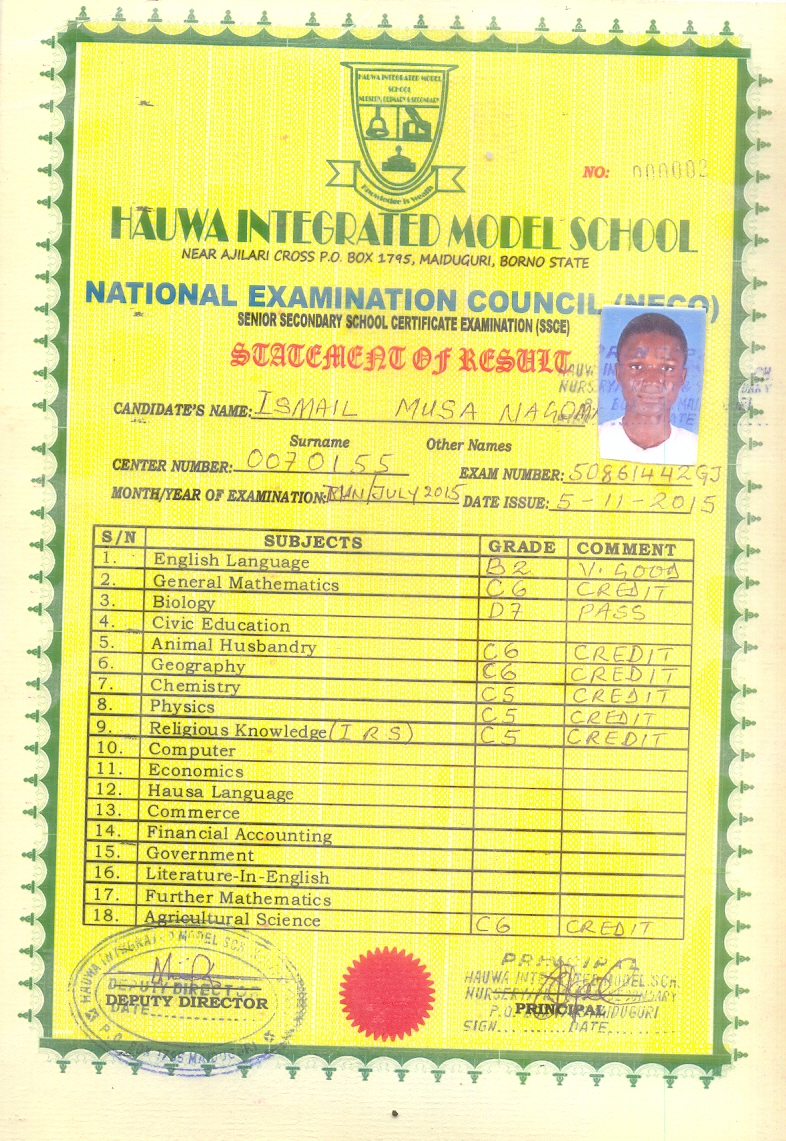 HAUWA INTEGRATED MODEL
SCHOOL
NURSERY, PRIMARY & SECONDARY
Knowledge is Wealth
NO: 000002
HAUWA INTEGRATED MODEL SCHOOL
NEAR AJILARI CROSS P.O. BOX 1795, MAIDUGURI, BORNO STATE
NATIONAL EXAMINATION COUNCIL (NECO)
SENIOR SECONDARY SCHOOL CERTIFICATE EXAMINATION (SSCE)
STATEMENT OF RESULT
CANDIDATE'S NAME: ISMAIL MUSA
Surname Other Names
CENTER NUMBER: 0070155 EXAM NUMBER: 50861442GJ
MONTH/YEAR OF EXAMINATION: JUN/JULY 2015 DATE ISSUE: 5-11-2015
S/N SUBJECTS GRADE COMMENT
1. English Language B2 V. GOOD
2. General Mathematics C6 CREDIT
3. Biology D7 PASS
4. Civic Education
5. Animal Husbandry C6 CREDIT
6. Geography C6 CREDIT
7. Chemistry C5 CREDIT
8. Physics C5 CREDIT
9. Religious Knowledge (I R S) C5 CREDIT
10. Computer
11. Economics
12. Hausa Language
13. Commerce
14. Financial Accounting
15. Government
16. Literature-In-English
17. Further Mathematics
18. Agricultural Science C6 CREDIT
HAUWA INTEGRATED MODEL SCH
DEPUTY DIRECTOR
DEPUTY DIRECTOR
DATE
P.O. BOX 1795 MAIDUGURI
PRINCIPAL
HAUWA INTEGRATED MODEL SCH.
NURSERY
PRINCIPAL
P.O. MAIDUGURI
SIGN. DATE